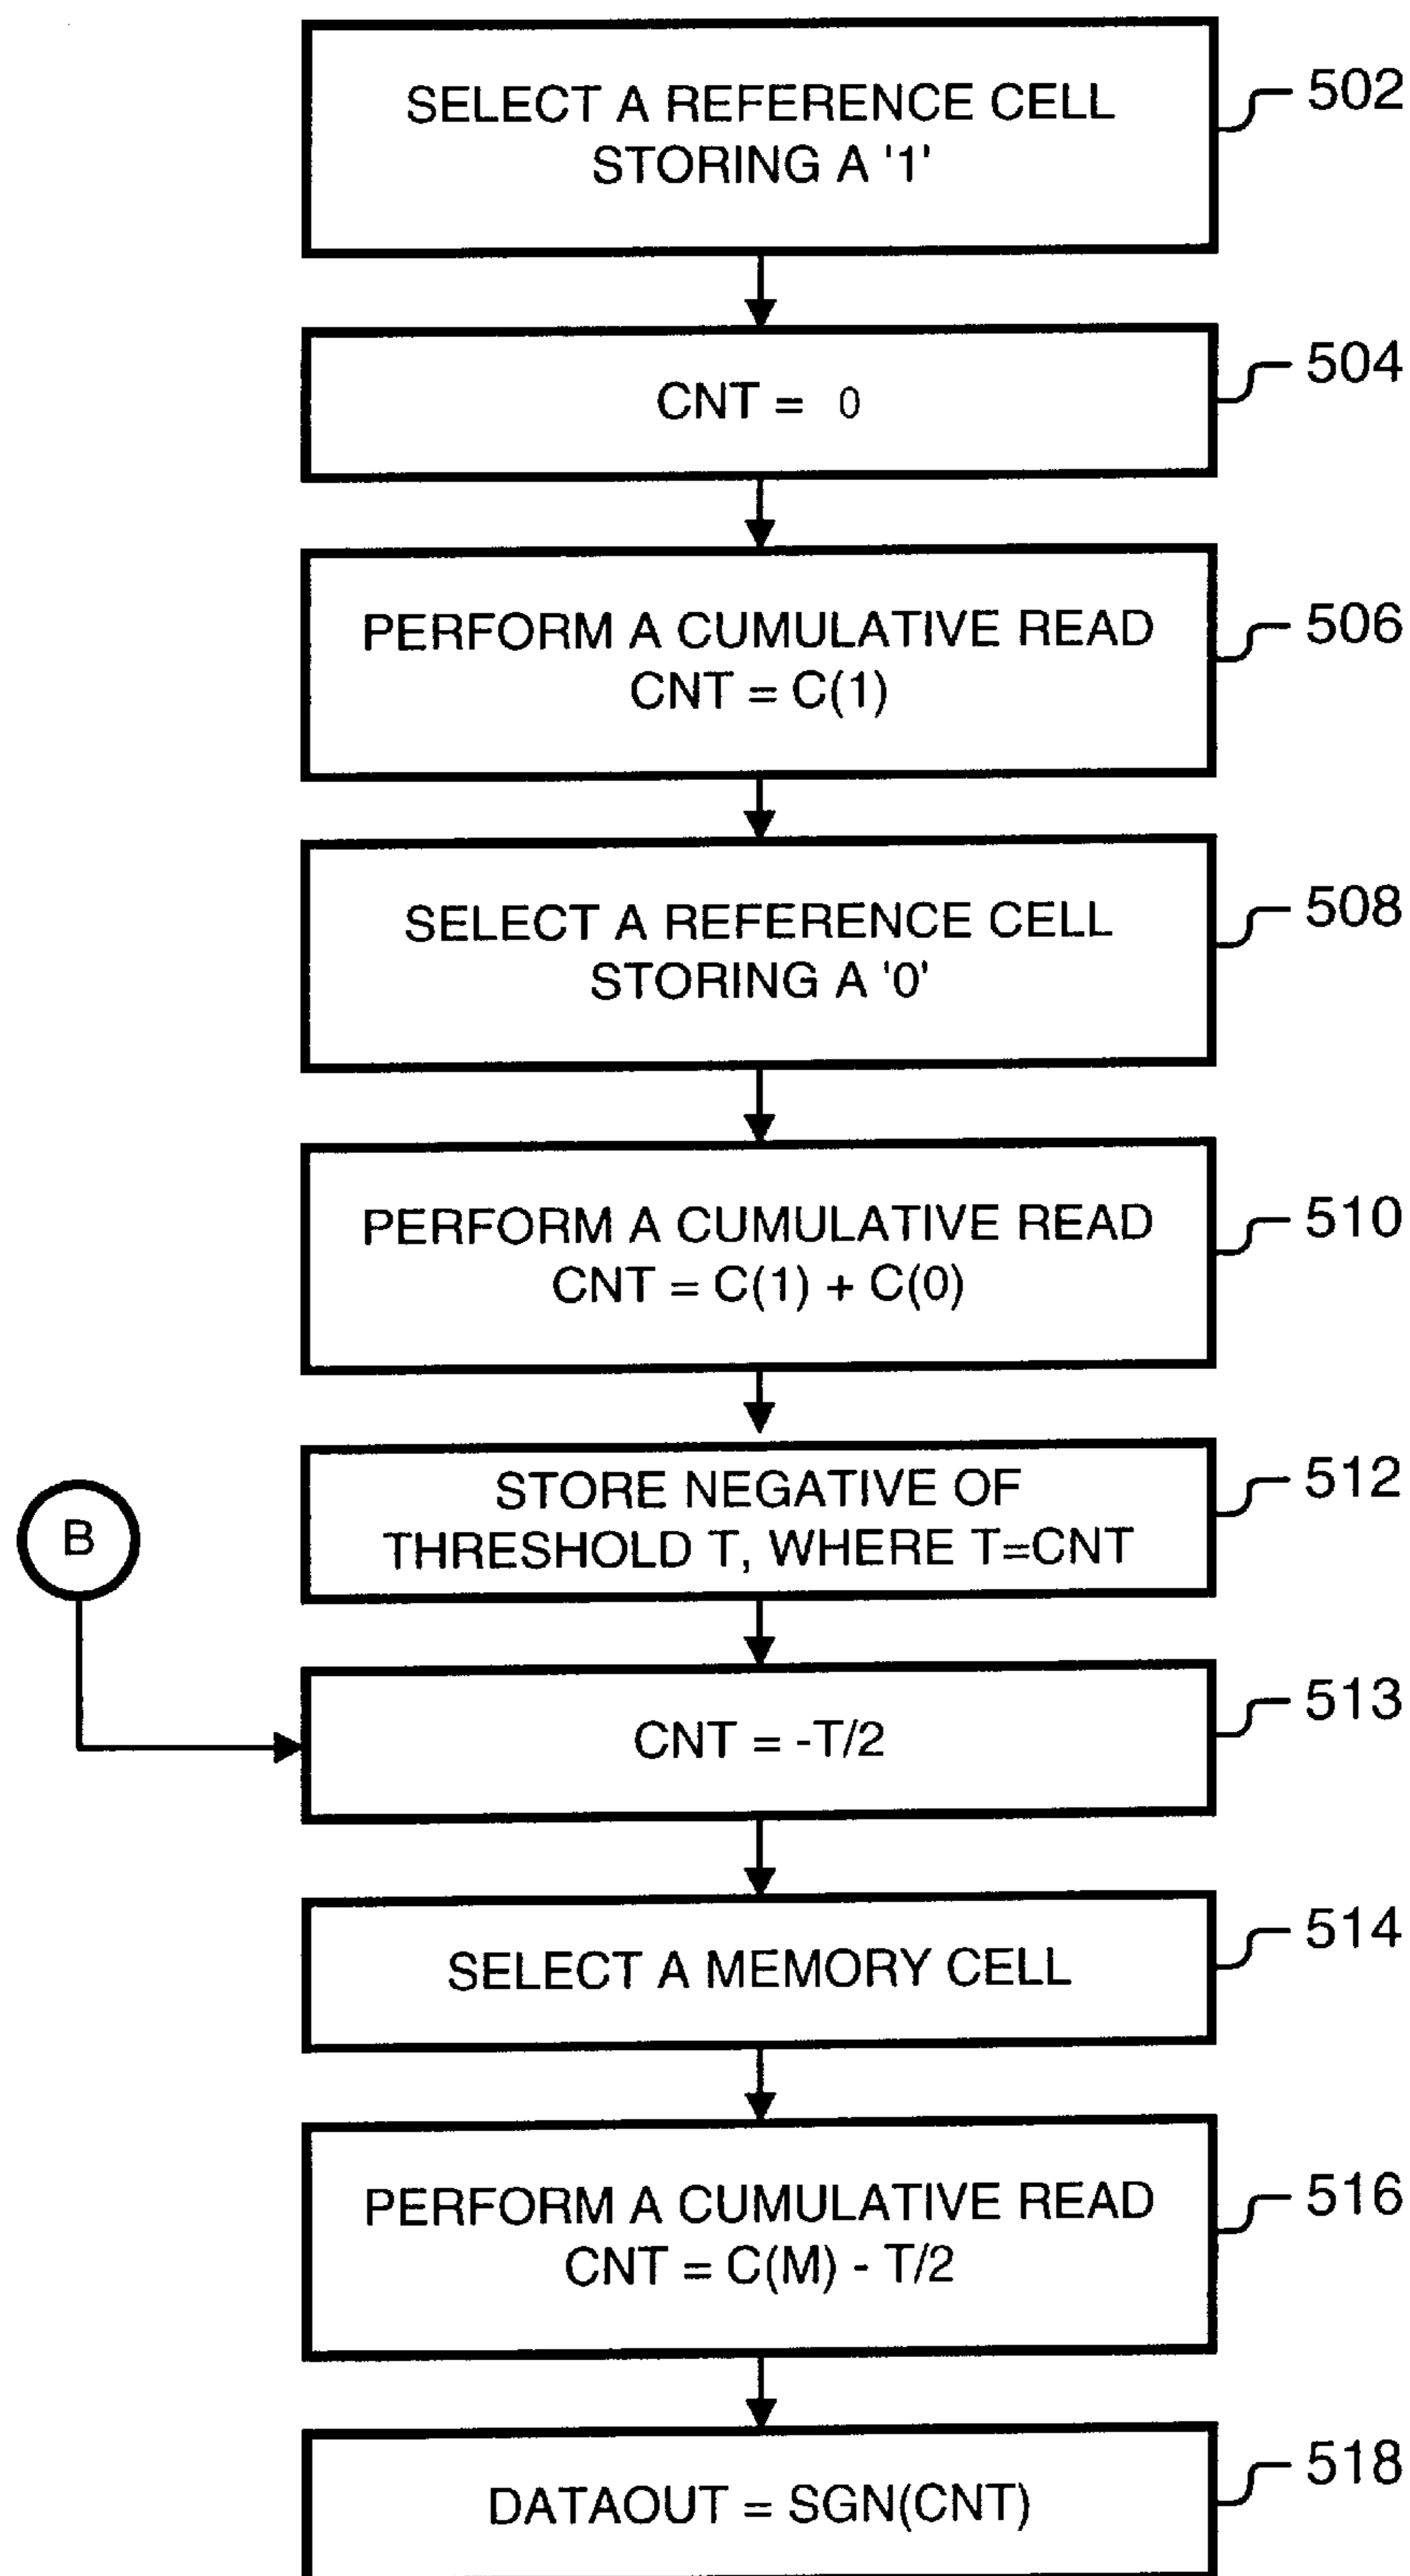 SELECT A REFERENCE CELL
STORING A '1'
502
CNT = 0
504
PERFORM A CUMULATIVE READ
CNT = C(1)
506
SELECT A REFERENCE CELL
STORING A '0'
508
PERFORM A CUMULATIVE READ
CNT = C(1) + C(0)
510
STORE NEGATIVE OF
THRESHOLD T, WHERE T=CNT
512
B
CNT = -T/2
513
SELECT A MEMORY CELL
514
PERFORM A CUMULATIVE READ
CNT = C(M) - T/2
516
DATAOUT = SGN(CNT)
518